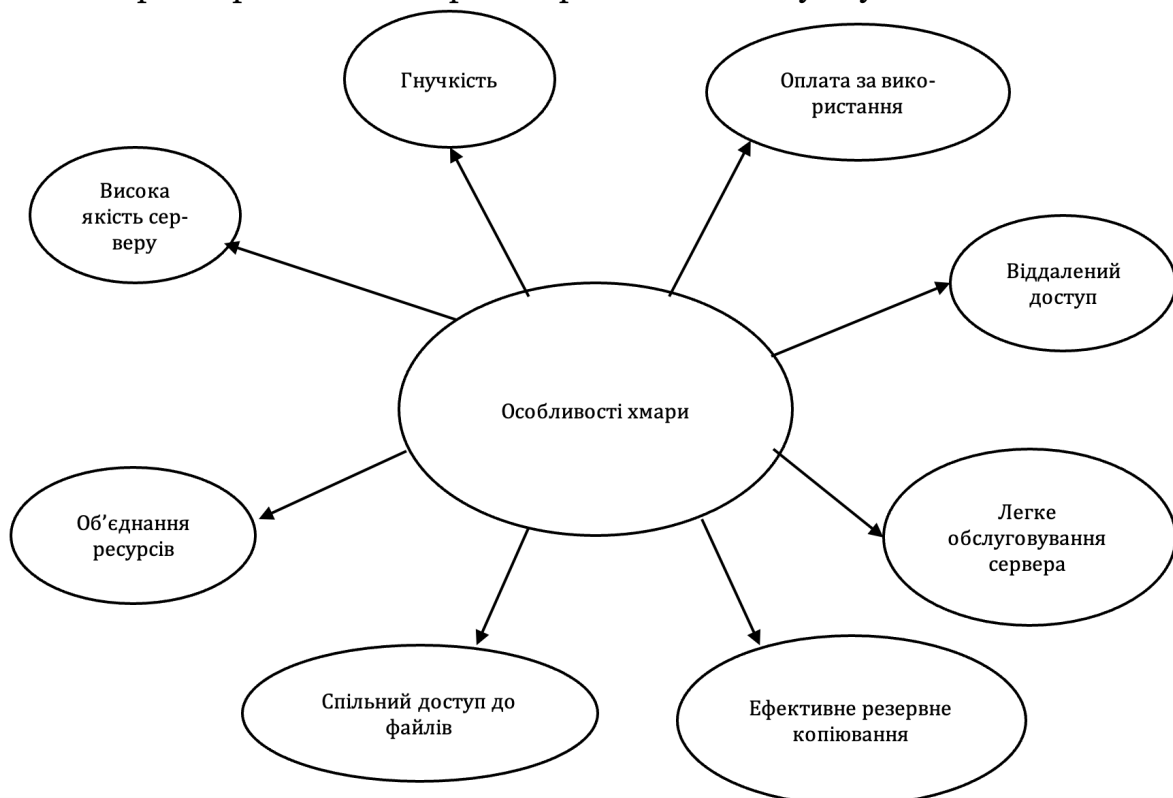 Гнучкість
Оплата за вико-
ристання
Висока
якість сер-
веру
Віддалений
доступ
Особливості хмари
Об’єднання
ресурсів
Легке
обслуговування
сервера
Спільний доступ до
файлів
Ефективне резервне
копіювання